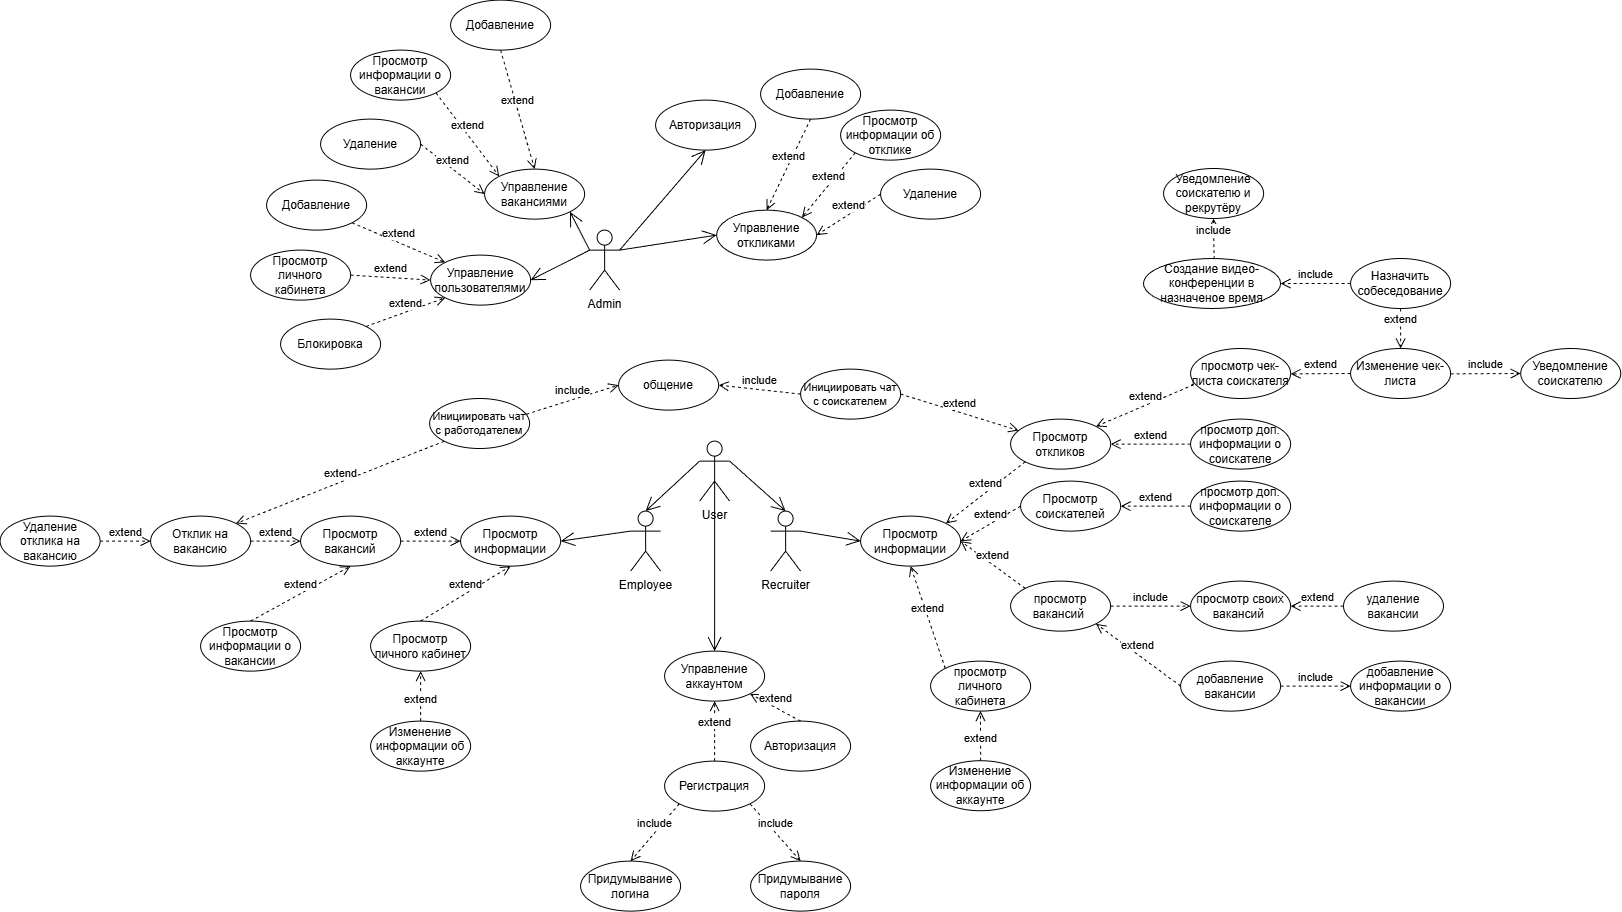 Добавление
extend
Просмотр
информации о
вакансии
extend
Удаление
extend
Управление
вакансиями
Авторизация
Добавление
extend
Просмотр
информации об
отклике
extend
Удаление
extend
Управление
откликами
Добавление
extend
Просмотр
личного
кабинета
extend
Управление
пользователями
extend
Блокировка
Admin
Уведомление
соискателю и
рекрутёру
include
Создание видео-
конференции в
назначеное время
include
Назначить
собеседование
extend
просмотр чек-
листа соискателя
extend
Изменение чек-
листа
include
Уведомление
соискателю
общение
include
include
Инициировать чат
с работодателем
Инициировать чат
с соискателем
extend
extend
extend
Просмотр
откликов
extend
просмотр доп.
информации о
соискателе
extend
User
extend
Просмотр
соискателей
extend
просмотр доп.
информации о
соискателе
extend
Удаление
отклика на
вакансию
extend
Отклик на
вакансию
extend
Просмотр
вакансий
extend
Просмотр
информации
Employee
Recruiter
Просмотр
информации
extend
extend
Просмотр
информации о
вакансии
extend
Просмотр
личного кабинет
extend
Изменение
информации об
аккаунте
просмотр
вакансий
include
просмотр своих
вакансий
extend
удаление
вакансии
extend
добавление
вакансии
include
добавление
информации о
вакансии
extend
просмотр
личного
кабинета
extend
Изменение
информации об
аккаунте
Управление
аккаунтом
extend
extend
Авторизация
Регистрация
include
include
Придумывание
логина
Придумывание
пароля